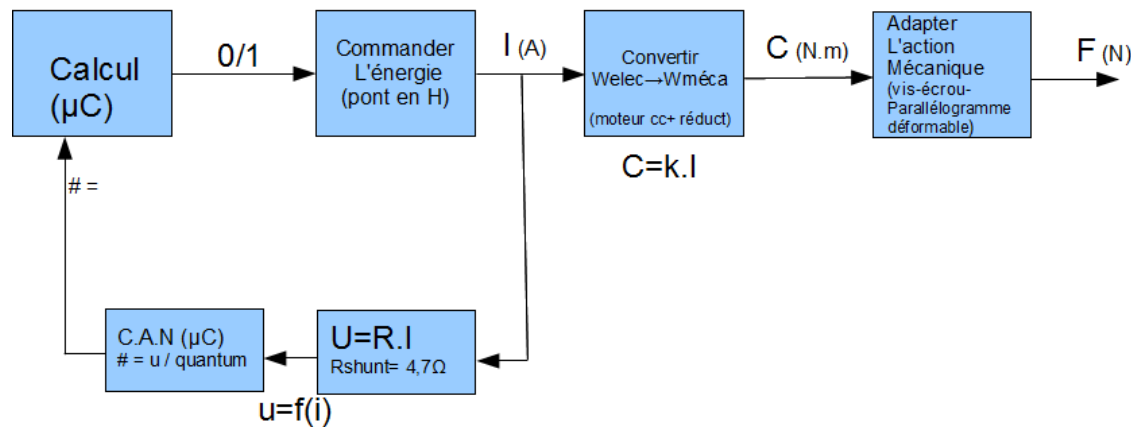 Calcul
(µC)
0/1
Commander
L'énergie
(pont en H)
I (A)
Convertir
Welec→Wméca
(moteur cc+ réduct)
C=k.I
C (N.m)
Adapter
L'action
Mécanique
(vis-écrou-
Parallélogramme
déformable)
F (N)
# =
C.A.N (µC)
# = u / quantum
U=R.I
Rshunt= 4,7Ω
u=f(i)